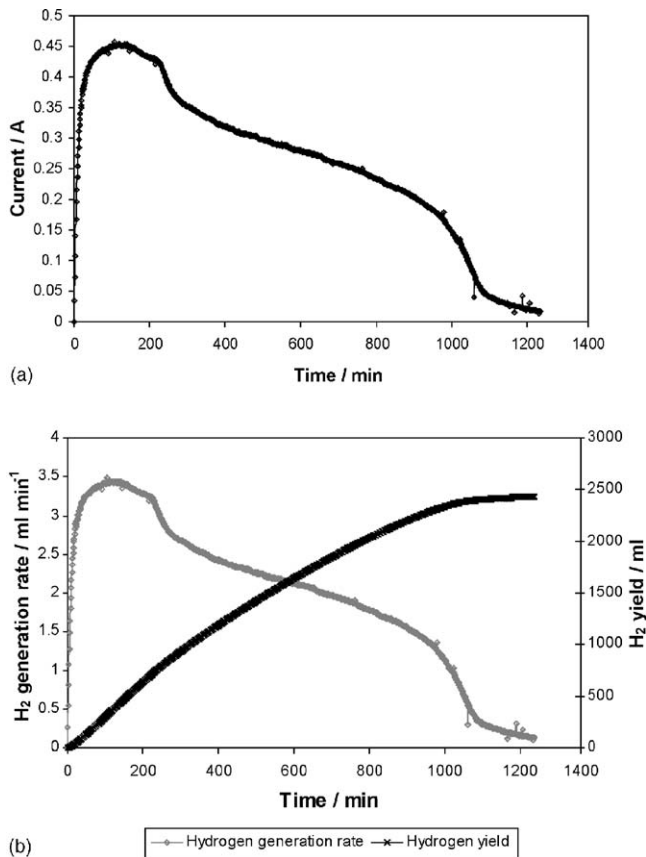 0.5
0.45
0.4
0.35
0.3
0.25
0.2
0.15
0.1
0.05
0
Current / A
0 200 400 600 800 1000 1200 1400
Time / min
(a)
4
3.5
3
2.5
2
1.5
1
0.5
0
H₂ generation rate / ml min⁻¹
3000
2500
2000
1500
1000
500
0
H₂ yield / ml
0 200 400 600 800 1000 1200 1400
Time / min
(b)
Hydrogen generation rate Hydrogen yield